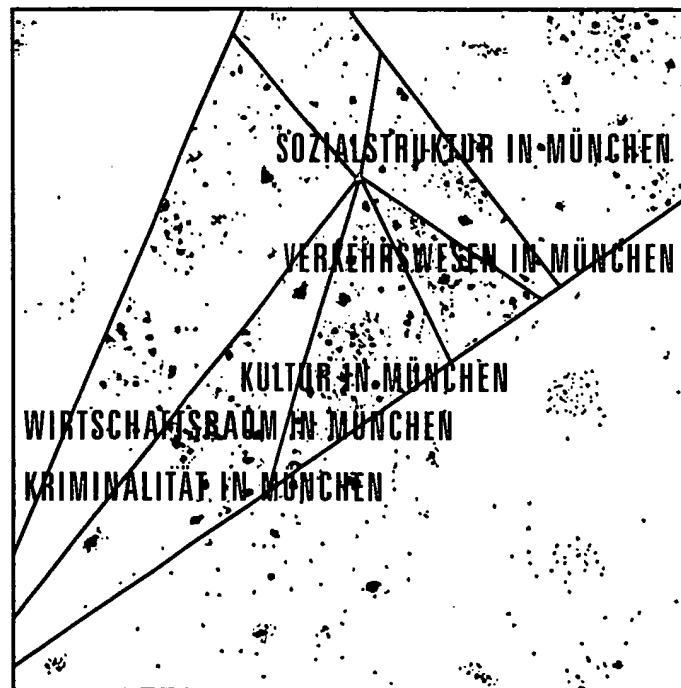 SOZIALSTRUKTUR IN MÜNCHEN
VERKEHRSWESEN IN MÜNCHEN
KULTUR IN MÜNCHEN
WIRTSCHAFTSRAUM IN MÜNCHEN
KRIMINALITÄT IN MÜNCHEN